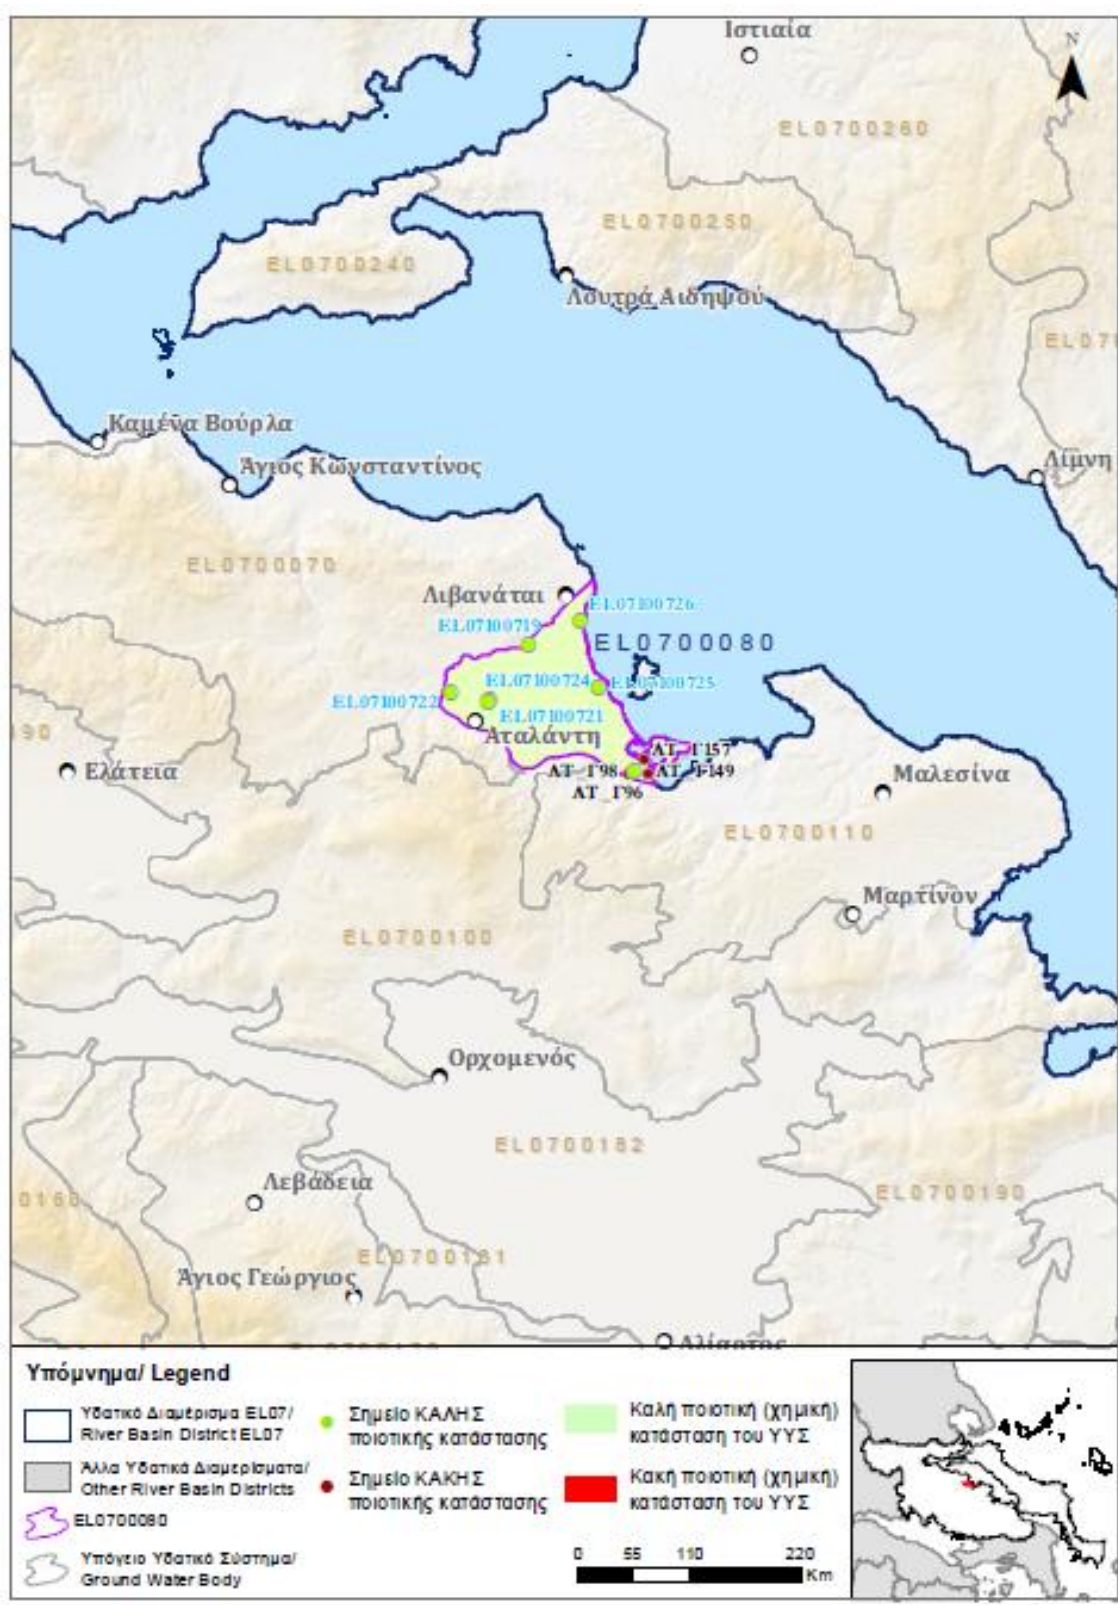 Ιστιαία
N
EL0700260
EL0700250
EL0700240
Λουτρά Αιδηψού
EL07
Καμένα Βούρλα
Άγιος Κωνσταντίνος
Λίμνη
EL0700070
Λιβανάται
EL07100726
EL07100719
EL0700080
EL07100724
EL07100725
EL07100722
EL07100721
Αταλάντη
190
ΑΤ_Γ157
Ελάτεια
ΑΤ_Γ98
ΑΤ_Γ149
Μαλεσίνα
ΑΤ_Γ96
EL0700110
Μαρτίνον
EL0700100
Ορχομενός
EL0700182
Λεβάδεια
0160
EL0700190
EL0700181
Άγιος Γεώργιος
Αλίαρτος
Υπόμνημα/ Legend
Υδατικό Διαμέρισμα EL07/
River Basin District EL07
Άλλα Υδατικά Διαμερίσματα/
Other River Basin Districts
EL0700080
Υπόγειο Υδατικό Σύστημα/
Ground Water Body
Σημείο ΚΑΛΗΣ
ποιοτικής κατάστασης
Σημείο ΚΑΚΗΣ
ποιοτικής κατάστασης
Καλή ποιοτική (χημική)
κατάσταση του ΥΥΣ
Κακή ποιοτική (χημική)
κατάσταση του ΥΥΣ
0 55 110 220
Km